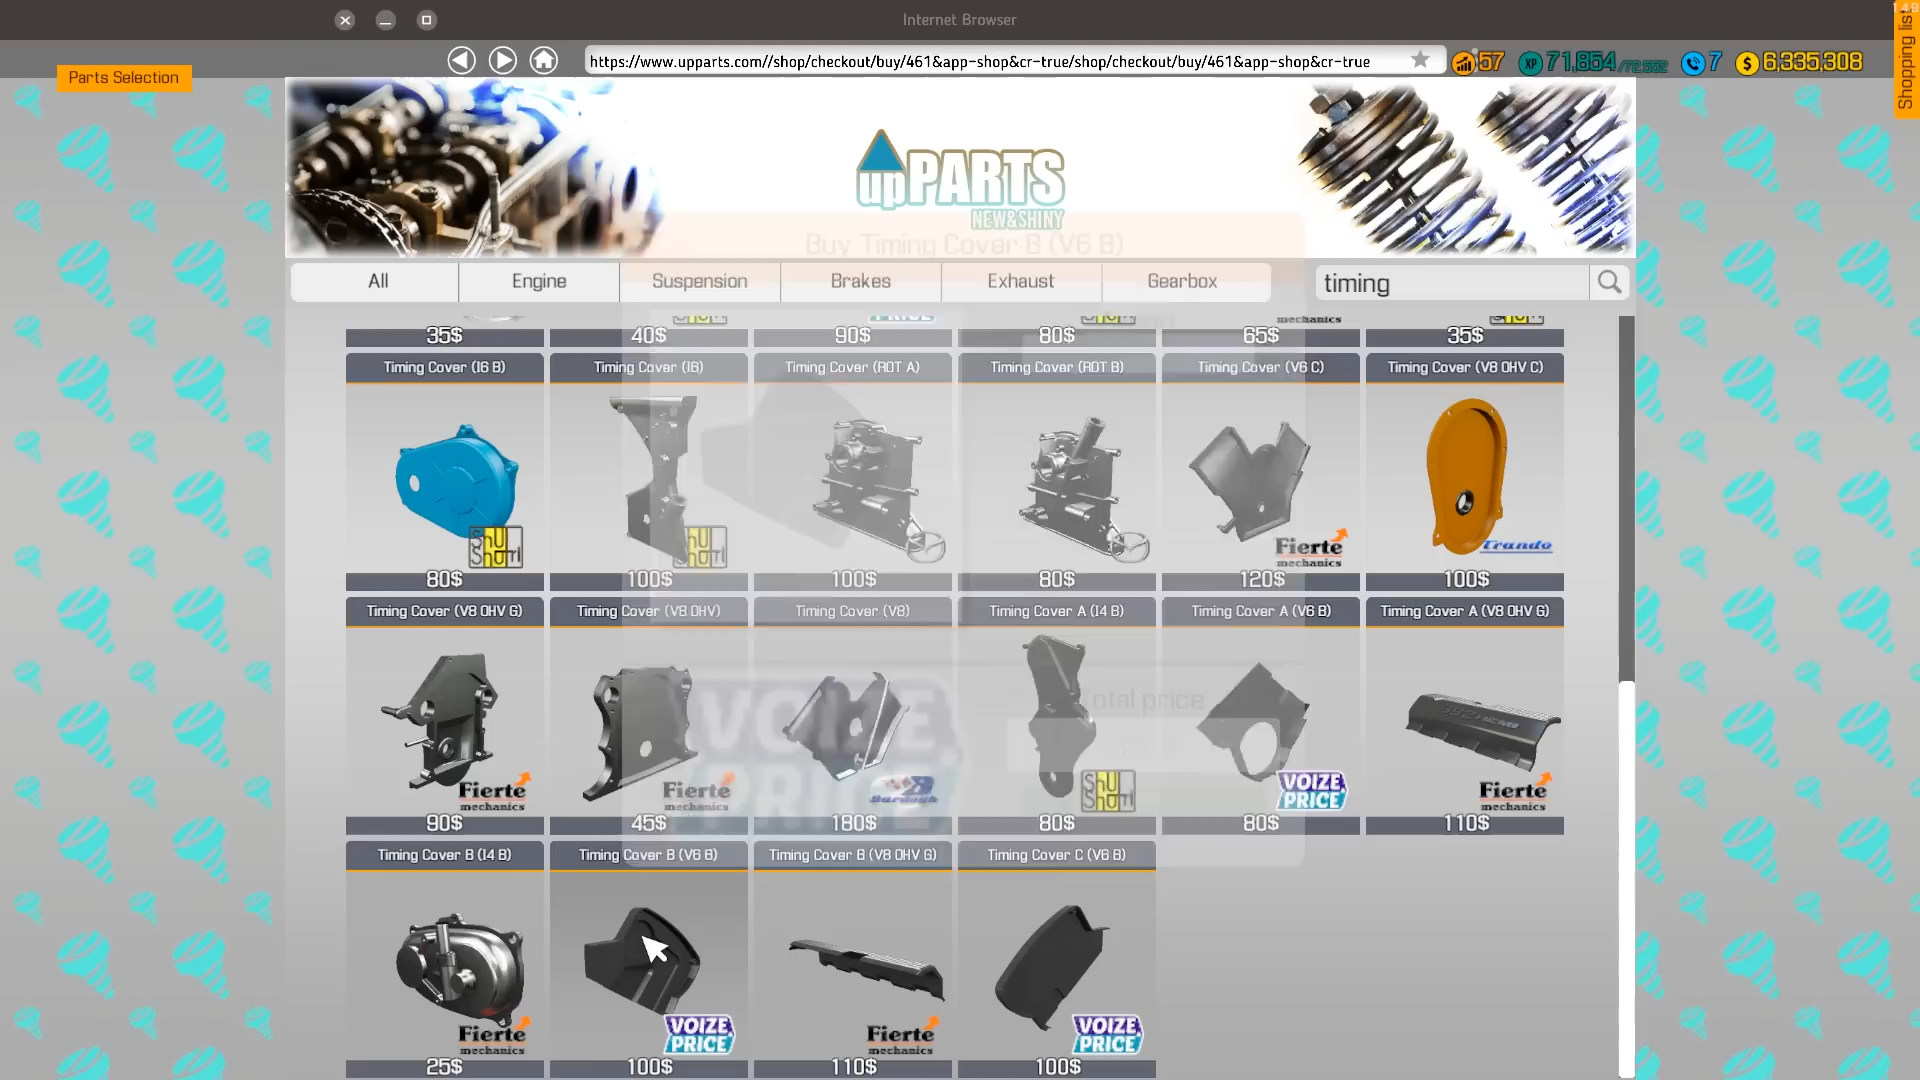 Internet Browser
Parts Selection
https://www.upparts.com//shop/checkout/buy/461&app-shop&cr-true/shop/checkout/buy/461&app-shop&cr-true
57
XP 71,854/72,552
7
$ 6,335,308
Shopping list
upPARTS
NEW&SHINY
Buy Timing Cover B (V6 B)
All
Engine
Suspension
Brakes
Exhaust
Gearbox
timing
35$
40$
90$
80$
65$
35$
Timing Cover (I6 B)
Timing Cover (I6)
Timing Cover (ROT A)
Timing Cover (ROT B)
Timing Cover (V6 C)
Timing Cover (V8 OHV C)
Fierte mechanics
Trando
80$
100$
100$
80$
120$
100$
Timing Cover (V8 OHV G)
Timing Cover (V8 OHV)
Timing Cover (V8)
Timing Cover A (I4 B)
Timing Cover A (V6 B)
Timing Cover A (V8 OHV G)
Total price
Fierte mechanics
Fierte mechanics
VOIZE PRICE
VOIZE PRICE
Fierte mechanics
90$
45$
180$
80$
80$
110$
Timing Cover B (I4 B)
Timing Cover B (V6 B)
Timing Cover B (V8 OHV G)
Timing Cover C (V6 B)
Fierte mechanics
VOIZE PRICE
Fierte mechanics
VOIZE PRICE
25$
100$
110$
100$